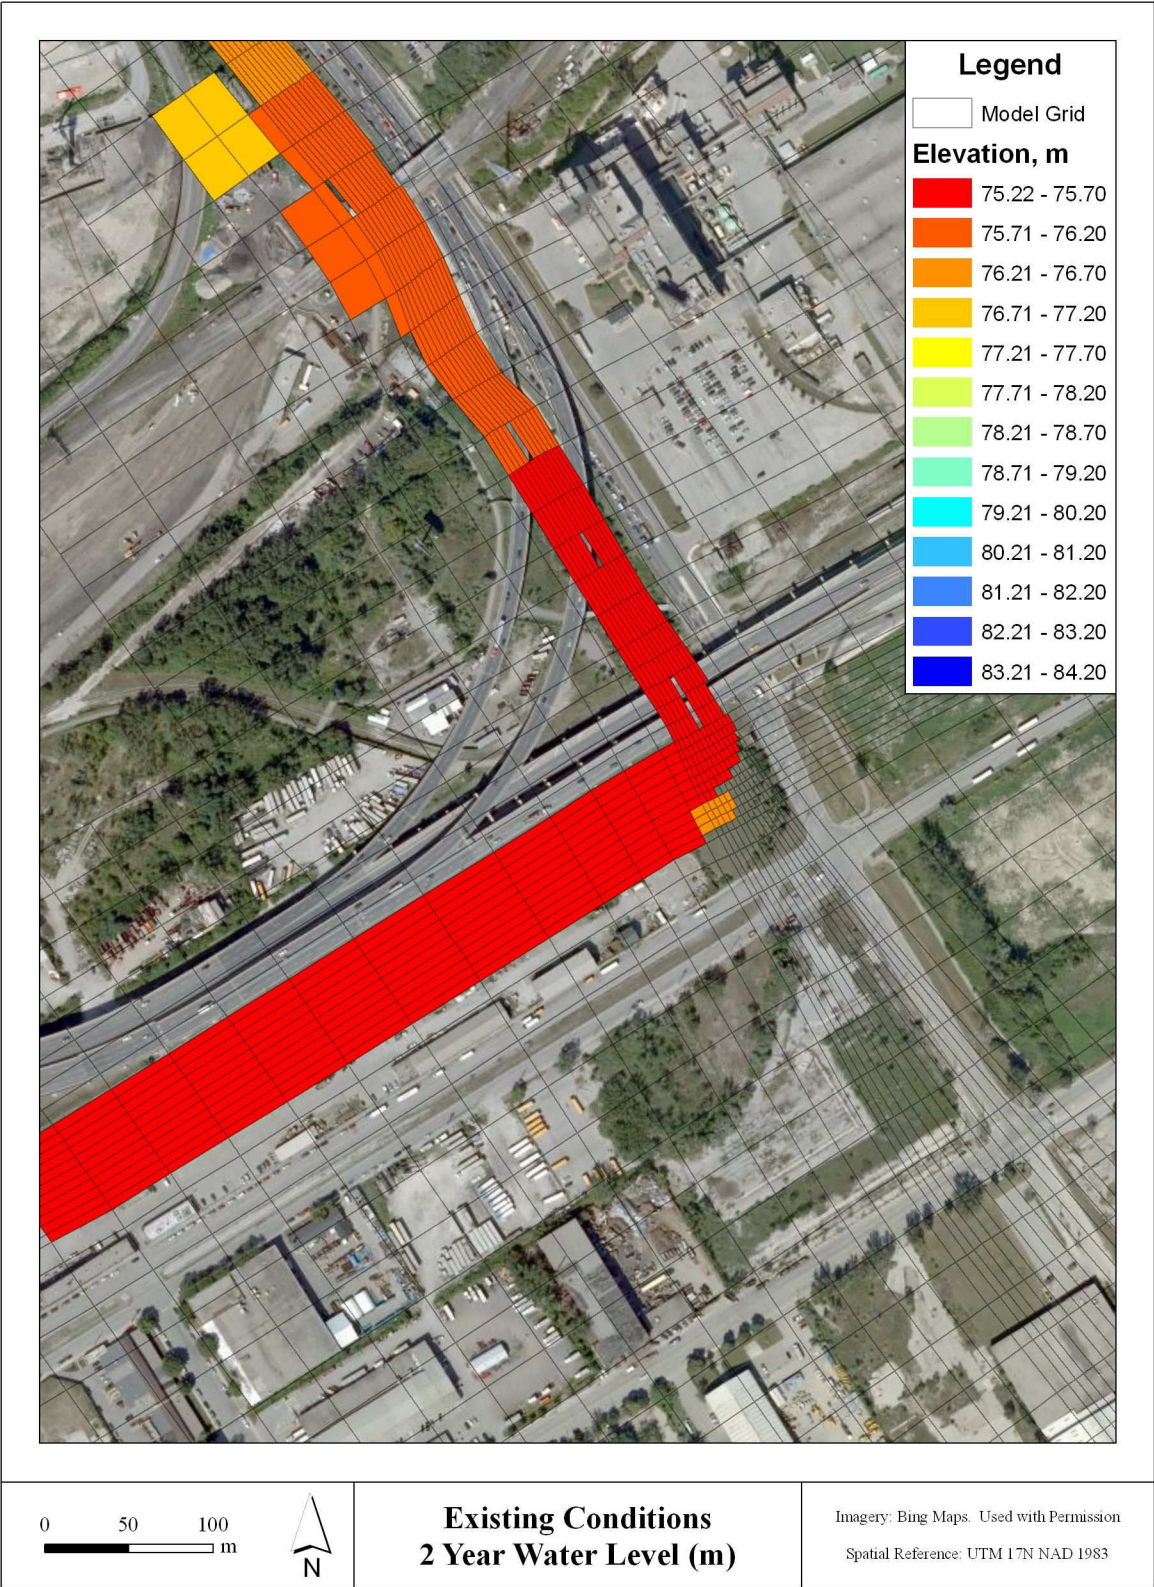 Legend
Model Grid
Elevation, m
75.22 - 75.70
75.71 - 76.20
76.21 - 76.70
76.71 - 77.20
77.21 - 77.70
77.71 - 78.20
78.21 - 78.70
78.71 - 79.20
79.21 - 80.20
80.21 - 81.20
81.21 - 82.20
82.21 - 83.20
83.21 - 84.20
0 50 100
m
N
Existing Conditions
2 Year Water Level (m)
Imagery: Bing Maps. Used with Permission
Spatial Reference: UTM 17N NAD 1983